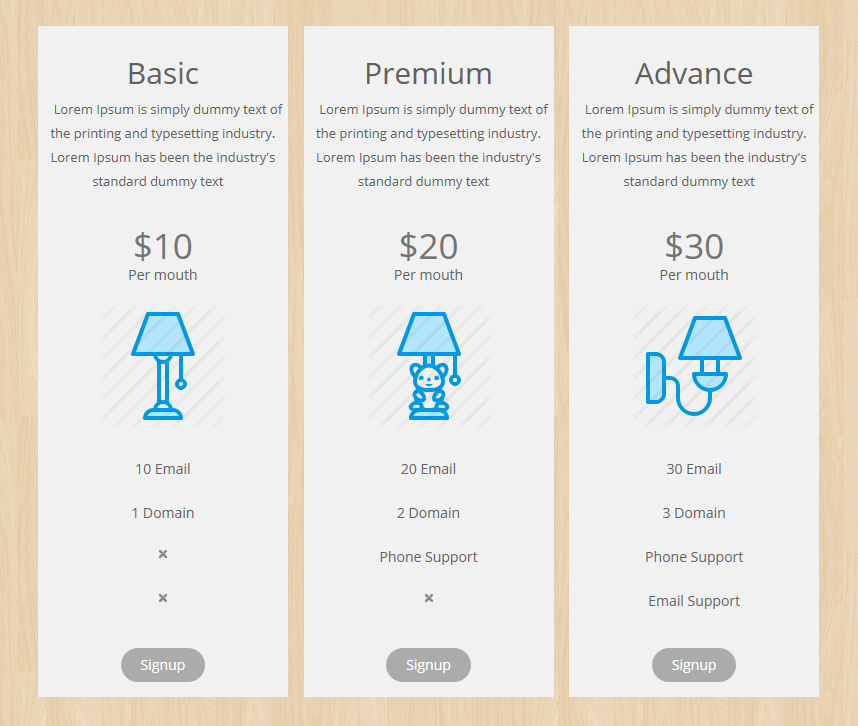 Basic
Lorem Ipsum is simply dummy text of
the printing and typesetting industry.
Lorem Ipsum has been the industry's
standard dummy text
$10
Per mouth
10 Email
1 Domain
Signup
Premium
Lorem Ipsum is simply dummy text of
the printing and typesetting industry.
Lorem Ipsum has been the industry's
standard dummy text
$20
Per mouth
20 Email
2 Domain
Phone Support
Signup
Advance
Lorem Ipsum is simply dummy text of
the printing and typesetting industry.
Lorem Ipsum has been the industry's
standard dummy text
$30
Per mouth
30 Email
3 Domain
Phone Support
Email Support
Signup